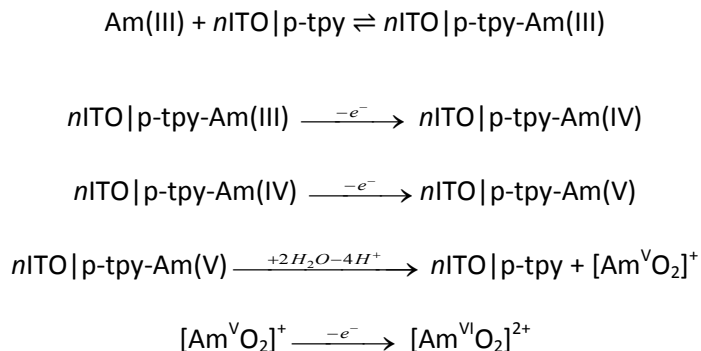 Am(III) + nITO|p-tpy ⇌ nITO|p-tpy-Am(III)
nITO|p-tpy-Am(III) —−e⁻→ nITO|p-tpy-Am(IV)
nITO|p-tpy-Am(IV) —−e⁻→ nITO|p-tpy-Am(V)
nITO|p-tpy-Am(V) —+2H₂O−4H⁺→ nITO|p-tpy + [AmⱽO₂]⁺
[AmⱽO₂]⁺ —−e⁻→ [AmⱽᴵO₂]²⁺